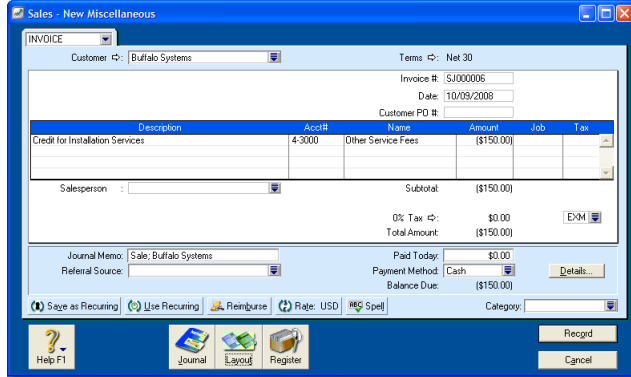 Sales - New Miscellaneous
INVOICE
Customer ⇨: Buffalo Systems Terms ⇨: Net 30
Invoice #: SJ000006
Date: 10/09/2008
Customer PO #:
Description Acct# Name Amount Job Tax
Credit for Installation Services 4-3000 Other Service Fees ($150.00)
Salesperson : Subtotal: ($150.00)
0% Tax ⇨: $0.00 EXM
Total Amount: ($150.00)
Journal Memo: Sale; Buffalo Systems Paid Today: $0.00
Referral Source: Payment Method: Cash Details...
Balance Due: ($150.00)
Save as Recurring Use Recurring Reimburse Rate: USD ABC Spell Category:
Help F1 Journal Layout Register Record
Cancel